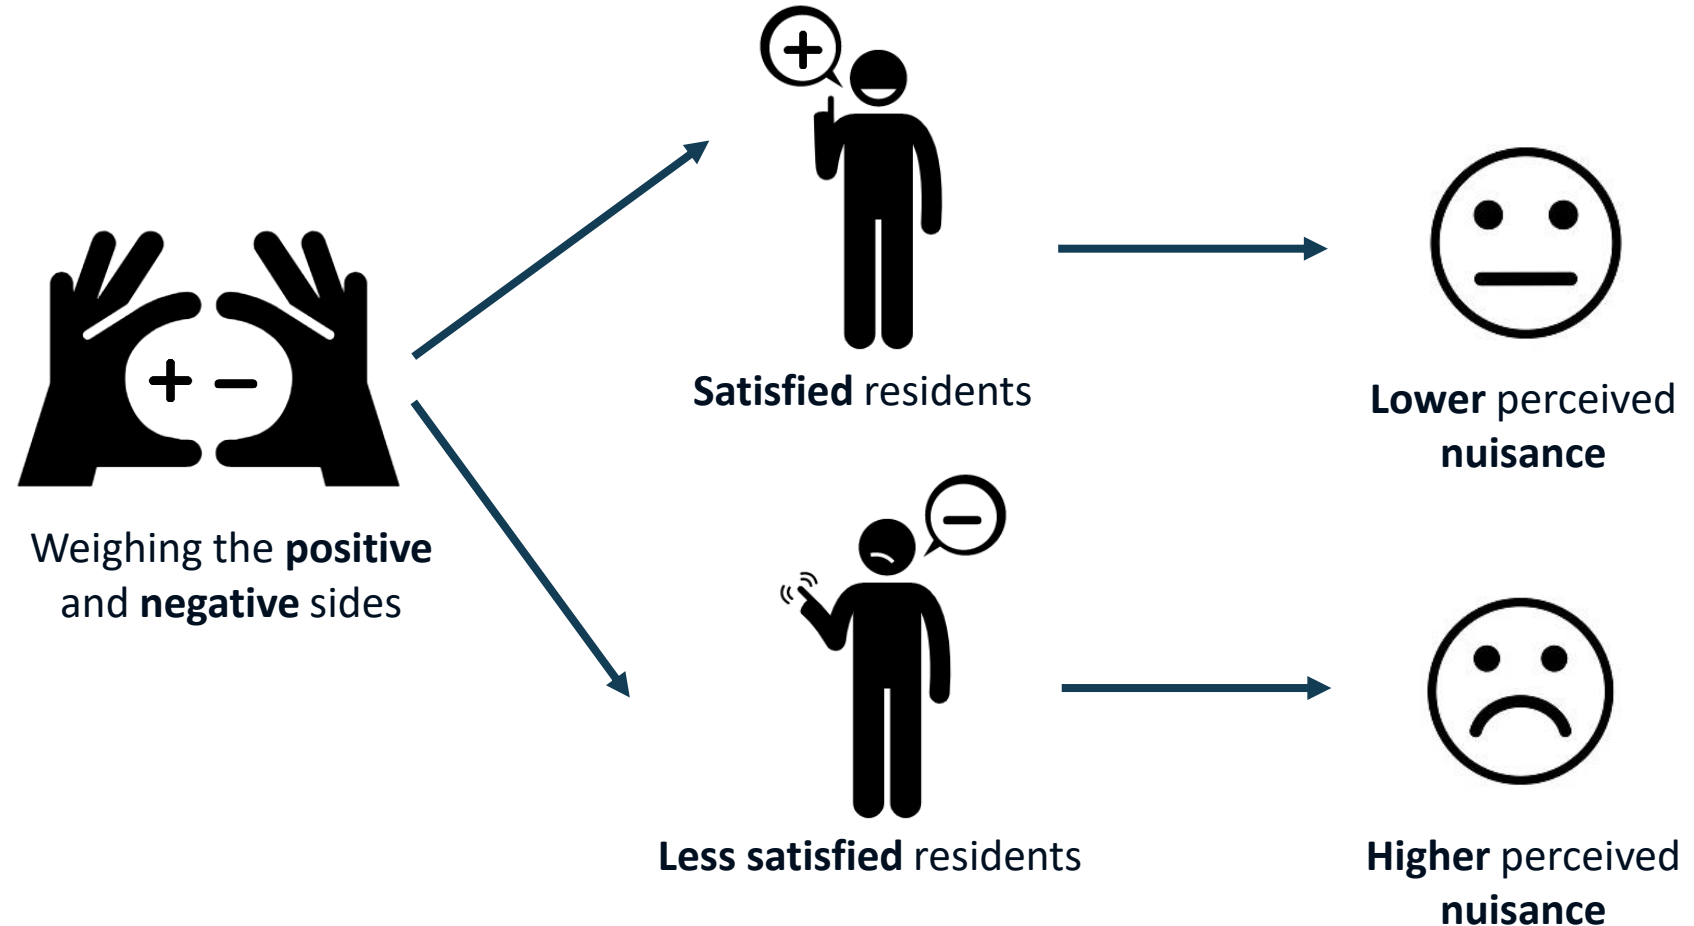 Weighing the positive
and negative sides
Satisfied residents
Lower perceived
nuisance
Less satisfied residents
Higher perceived
nuisance